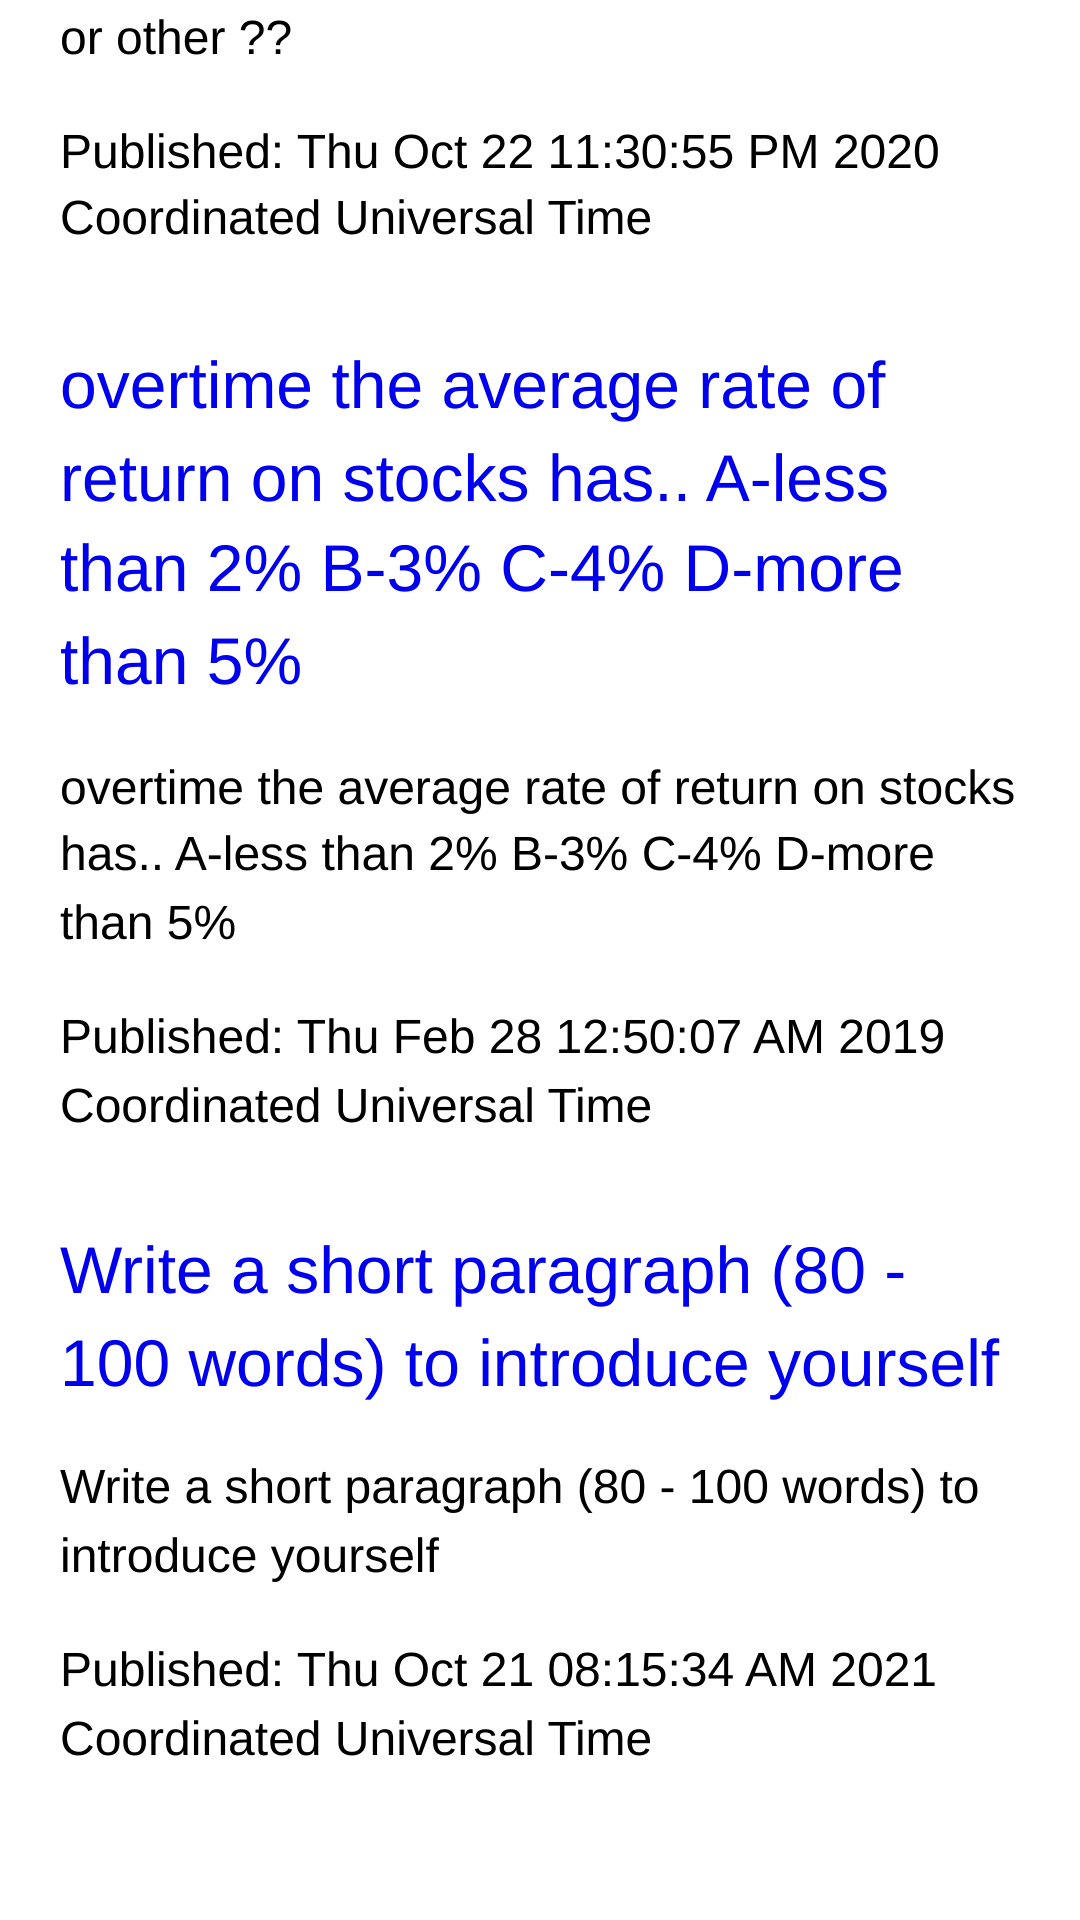 or other ??
Published: Thu Oct 22 11:30:55 PM 2020
Coordinated Universal Time
overtime the average rate of
return on stocks has.. A-less
than 2% B-3% C-4% D-more
than 5%
overtime the average rate of return on stocks
has.. A-less than 2% B-3% C-4% D-more
than 5%
Published: Thu Feb 28 12:50:07 AM 2019
Coordinated Universal Time
Write a short paragraph (80 -
100 words) to introduce yourself
Write a short paragraph (80 - 100 words) to
introduce yourself
Published: Thu Oct 21 08:15:34 AM 2021
Coordinated Universal Time